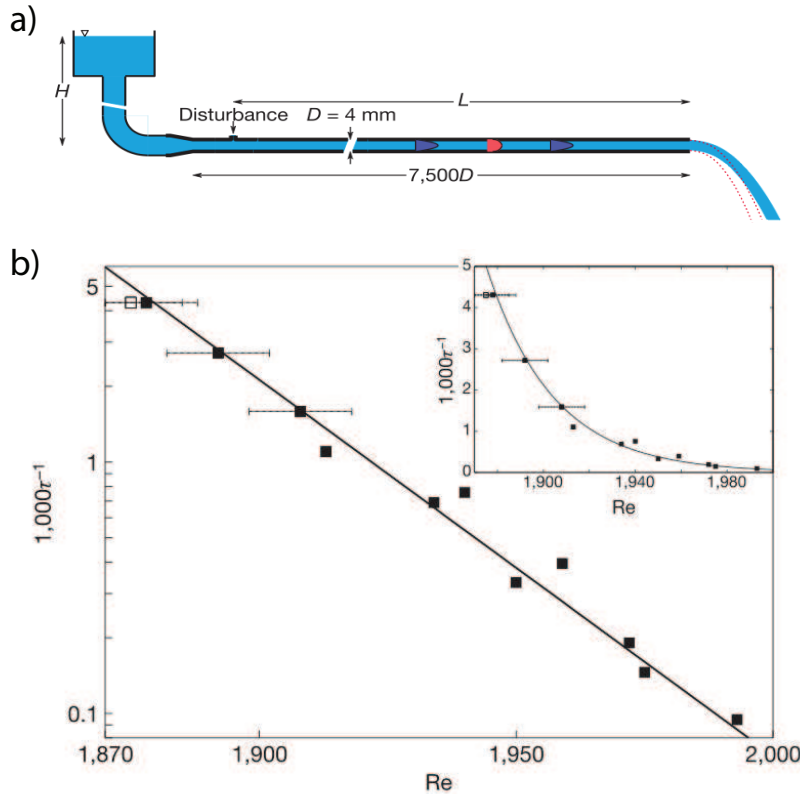 a)
H
Disturbance D = 4 mm
L
7,500D
b)
5
1
0.1
1,000τ⁻¹
1,870
1,900
1,950
2,000
Re
5
4
3
2
1
0
1,000τ⁻¹
1,900
1,940
1,980
Re